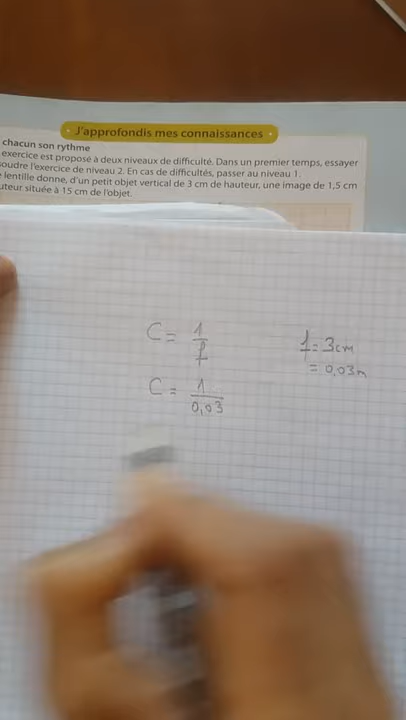 • J'approfondis mes connaissances •
chacun son rythme
exercice est proposé à deux niveaux de difficulté. Dans un premier temps, essayer
soudre l'exercice de niveau 2. En cas de difficultés, passer au niveau 1.
lentille donne, d'un petit objet vertical de 3 cm de hauteur, une image de 1,5 cm
uteur située à 15 cm de l'objet.
C = 1/f
f = 3cm
= 0,03m
C = 1/0,03